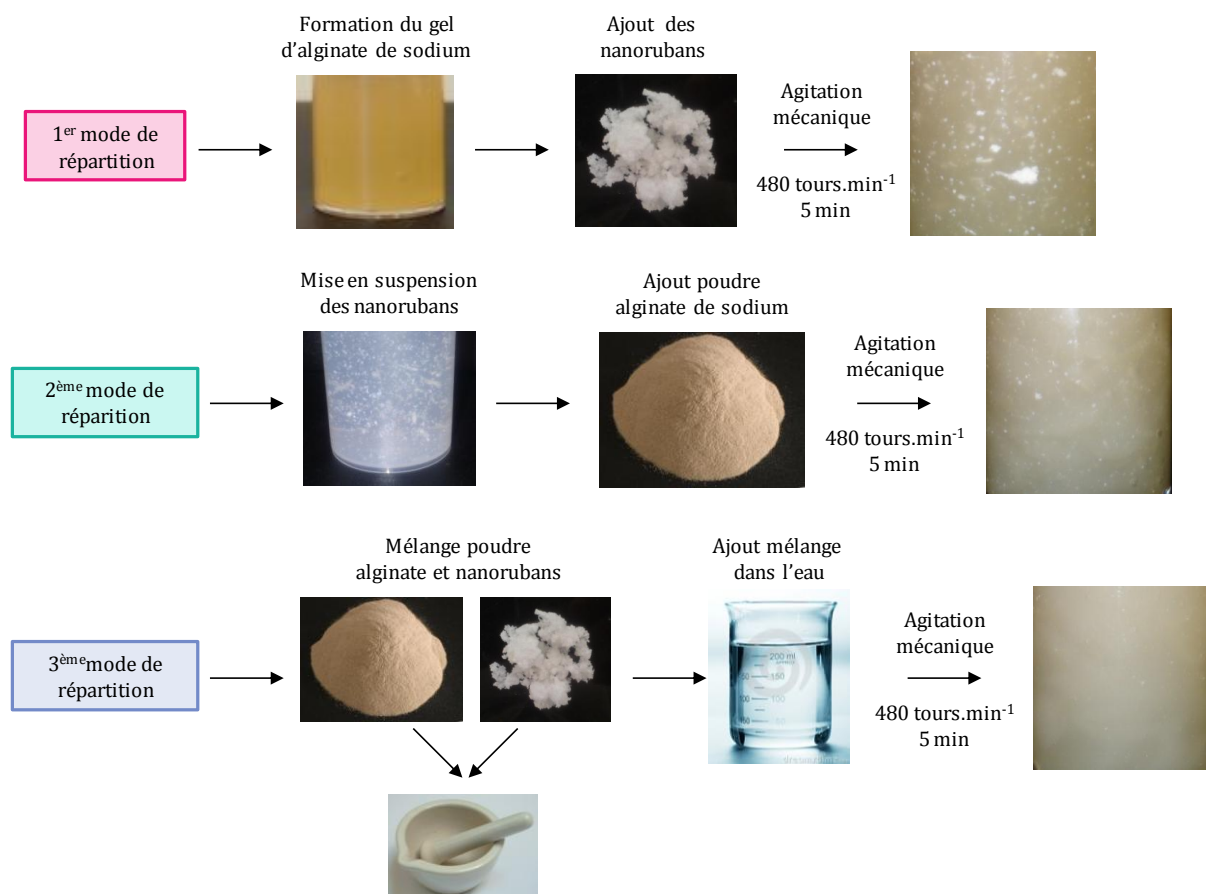 Formation du gel
d'alginate de sodium
Ajout des
nanorubans
1er mode de
répartition
Agitation
mécanique
480 tours.min-1
5 min
Mise en suspension
des nanorubans
Ajout poudre
alginate de sodium
2ème mode de
réparition
Agitation
mécanique
480 tours.min-1
5 min
Mélange poudre
alginate et nanorubans
Ajout mélange
dans l'eau
3ème mode de
répartition
200 ml
150
100
Agitation
mécanique
480 tours.min-1
5 min